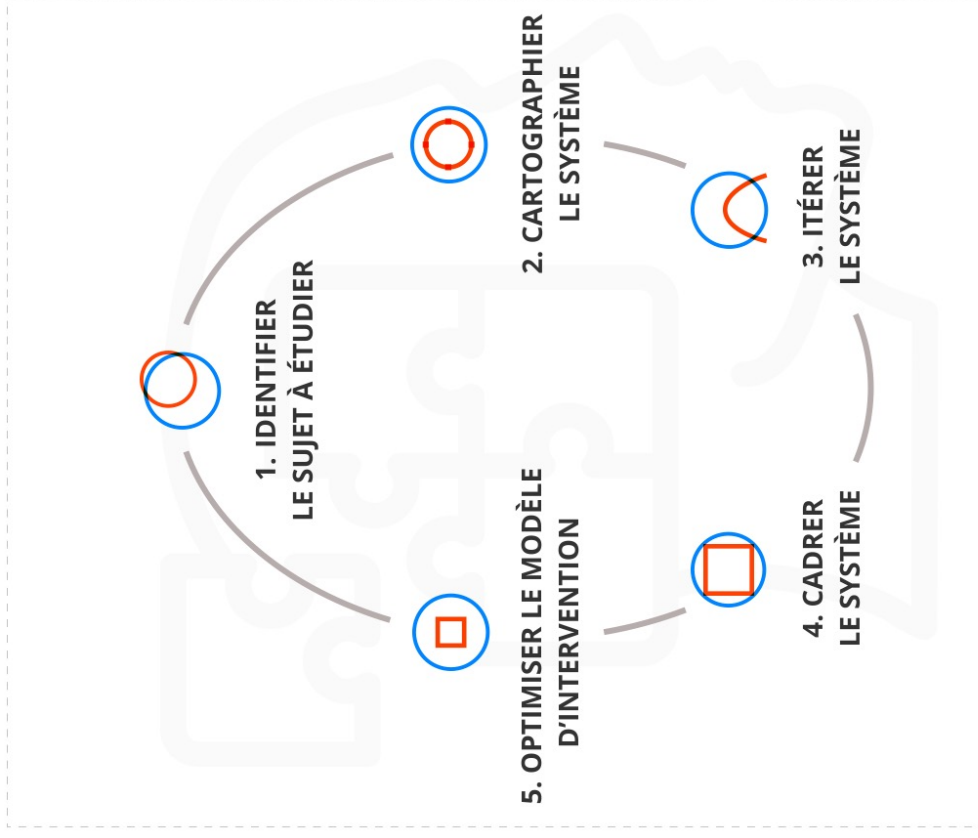 1. IDENTIFIER
LE SUJET À ÉTUDIER
2. CARTOGRAPHIER
LE SYSTÈME
3. ITÉRER
LE SYSTÈME
4. CADRER
LE SYSTÈME
5. OPTIMISER LE MODÈLE
D'INTERVENTION